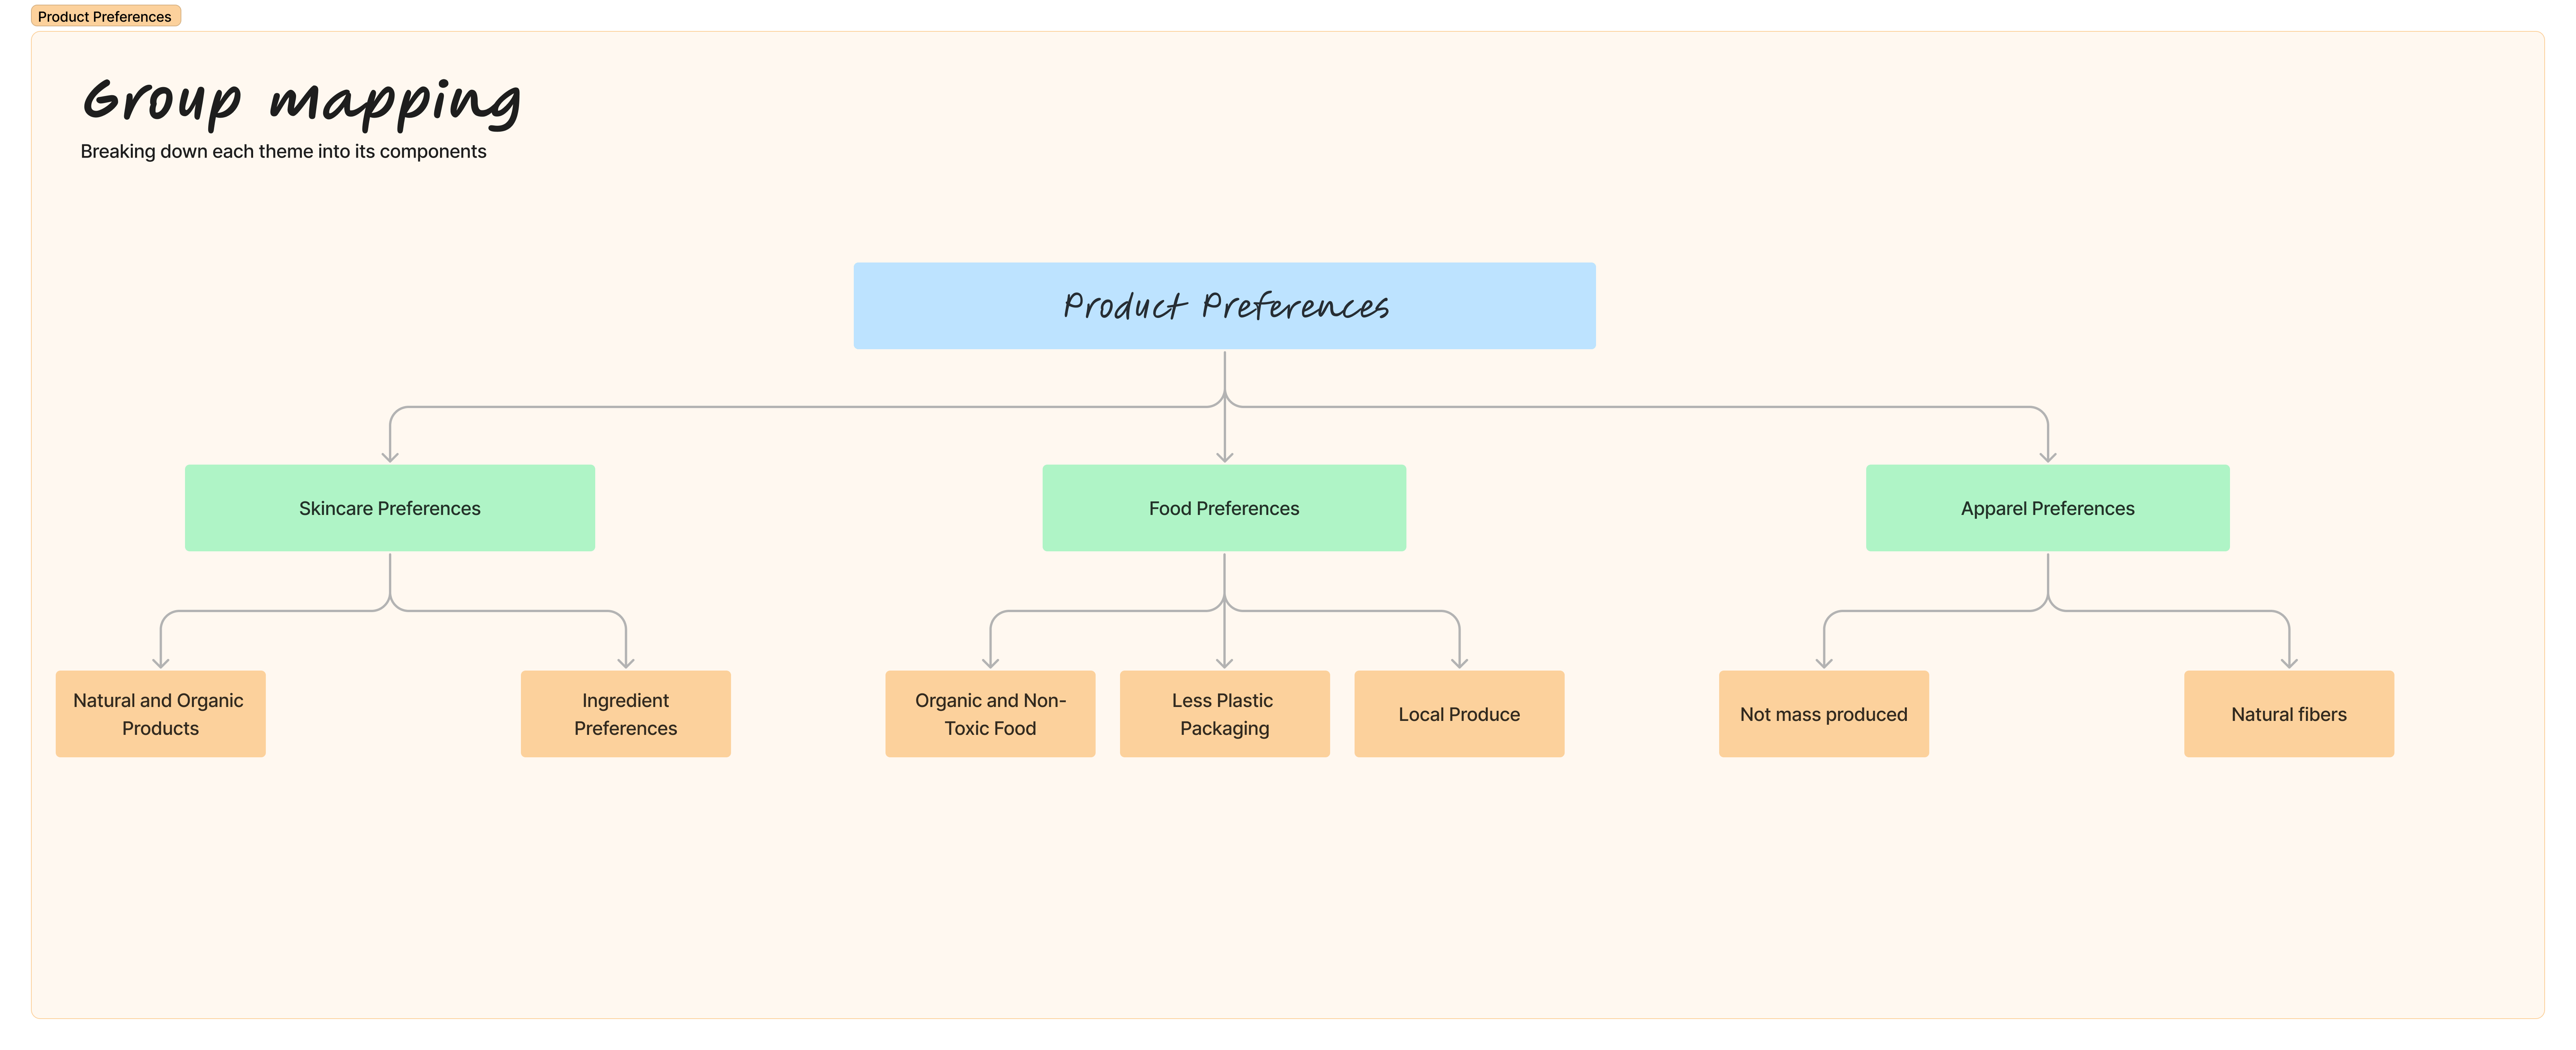 Product Preferences
Group mapping
Breaking down each theme into its components
Product Preferences
Skincare Preferences
Food Preferences
Apparel Preferences
Natural and Organic
Products
Ingredient
Preferences
Organic and Non-
Toxic Food
Less Plastic
Packaging
Local Produce
Not mass produced
Natural fibers